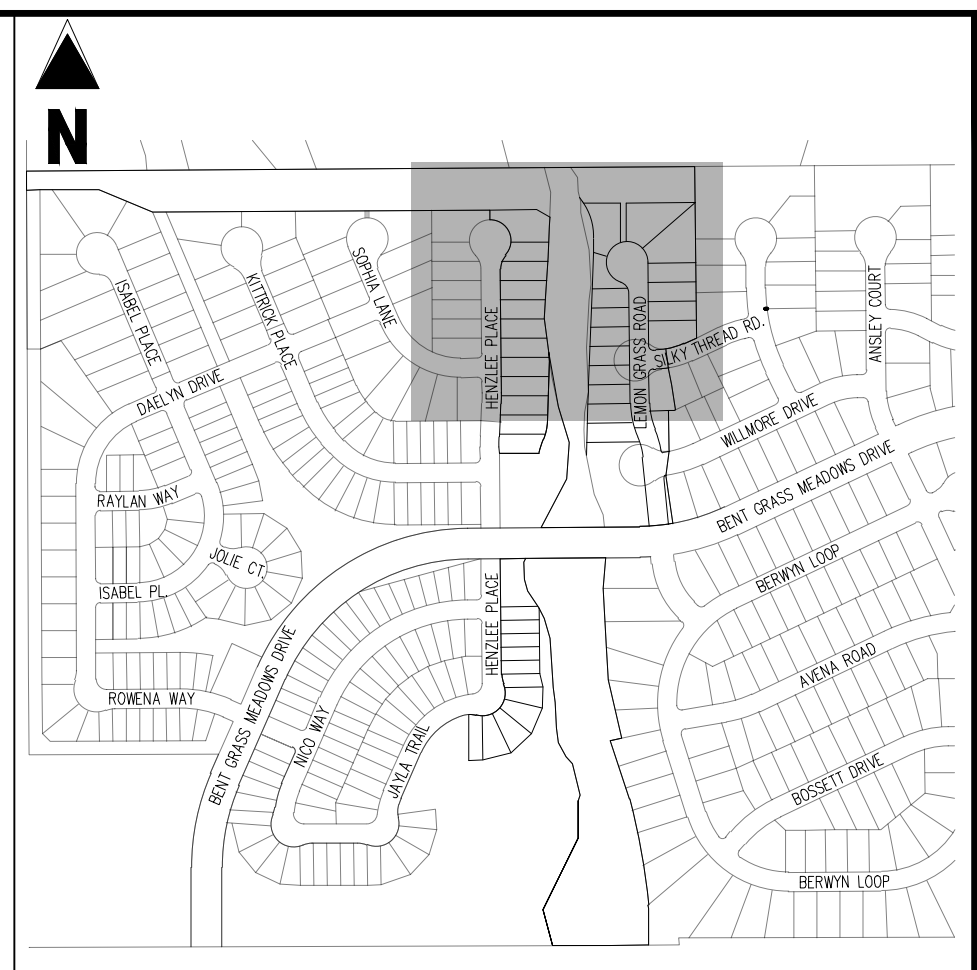 N
ISABEL PLACE
KITTRICK PLACE
SOPHIA LANE
HENZLEE PLACE
LEMON GRASS ROAD
SILKY THREAD RD.
ANSLEY COURT
DAELYN DRIVE
WILLMORE DRIVE
BENT GRASS MEADOWS DRIVE
RAYLAN WAY
JOLIE CT.
ISABEL PL.
BERWYN LOOP
HENZLEE PLACE
AVENA ROAD
ROWENA WAY
BENT GRASS MEADOWS DRIVE
NICO WAY
JAYLA TRAIL
BOSSETT DRIVE
BERWYN LOOP